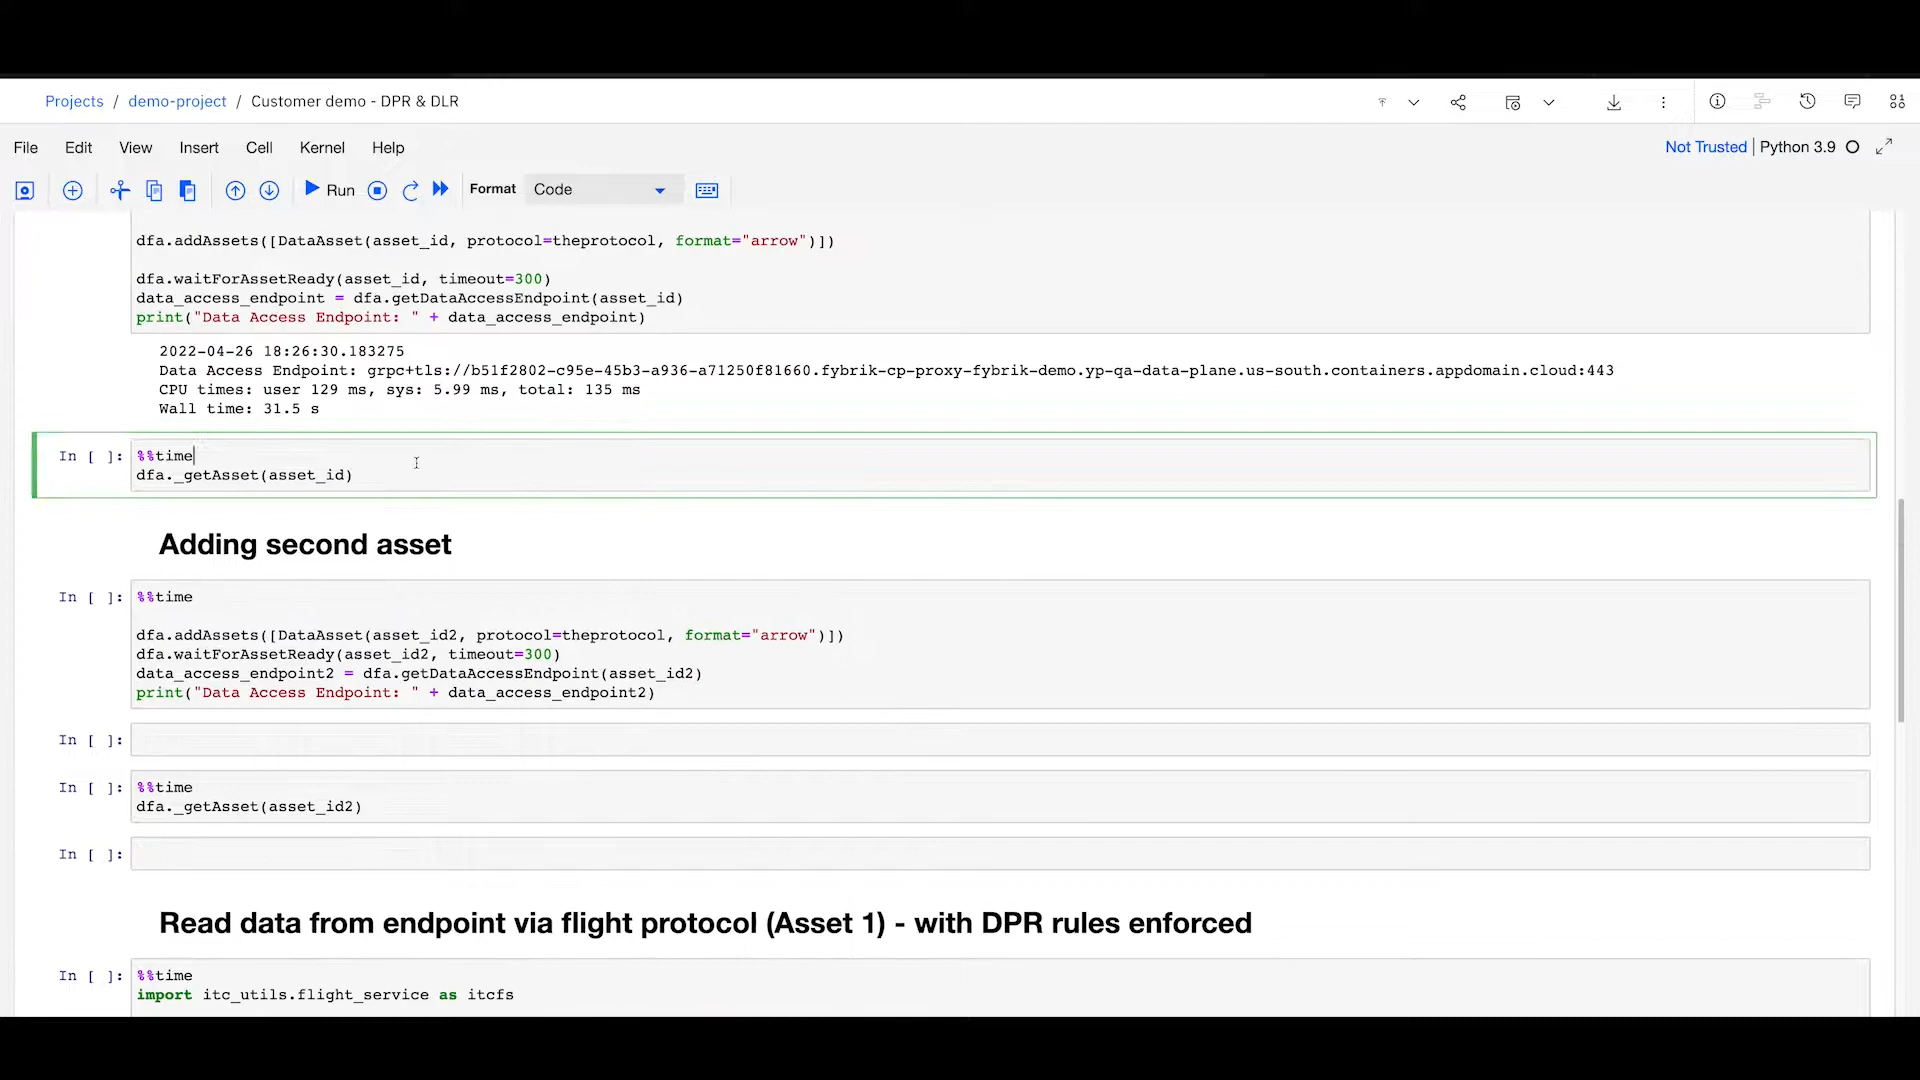 Projects / demo-project / Customer demo - DPR & DLR
File Edit View Insert Cell Kernel Help
Not Trusted | Python 3.9
Run Format Code
dfa.addAssets([DataAsset(asset_id, protocol=theprotocol, format="arrow")])
dfa.waitForAssetReady(asset_id, timeout=300)
data_access_endpoint = dfa.getDataAccessEndpoint(asset_id)
print("Data Access Endpoint: " + data_access_endpoint)
2022-04-26 18:26:30.183275
Data Access Endpoint: grpc+tls://b51f2802-c95e-45b3-a936-a71250f81660.fybrik-cp-proxy-fybrik-demo.yp-qa-data-plane.us-south.containers.appdomain.cloud:443
CPU times: user 129 ms, sys: 5.99 ms, total: 135 ms
Wall time: 31.5 s
In [ ]: %%time
dfa._getAsset(asset_id)
Adding second asset
In [ ]: %%time
dfa.addAssets([DataAsset(asset_id2, protocol=theprotocol, format="arrow")])
dfa.waitForAssetReady(asset_id2, timeout=300)
data_access_endpoint2 = dfa.getDataAccessEndpoint(asset_id2)
print("Data Access Endpoint: " + data_access_endpoint2)
In [ ]:
In [ ]: %%time
dfa._getAsset(asset_id2)
In [ ]:
Read data from endpoint via flight protocol (Asset 1) - with DPR rules enforced
In [ ]: %%time
import itc_utils.flight_service as itcfs